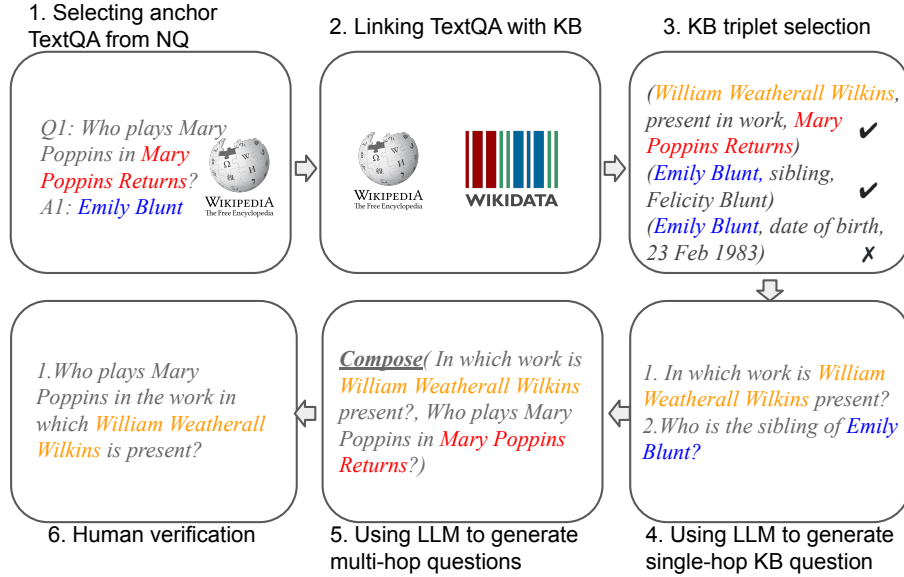 1. Selecting anchor
TextQA from NQ
2. Linking TextQA with KB
3. KB triplet selection
Q1: Who plays Mary
Poppins in Mary
Poppins Returns?
A1: Emily Blunt
WIKIPEDIA
The Free Encyclopedia
WIKIPEDIA
The Free Encyclopedia
WIKIDATA
(William Weatherall Wilkins,
present in work, Mary
Poppins Returns) ✔
(Emily Blunt, sibling,
Felicity Blunt) ✔
(Emily Blunt, date of birth,
23 Feb 1983) ✗
1. In which work is William
Weatherall Wilkins present?
2.Who is the sibling of Emily
Blunt?
4. Using LLM to generate
single-hop KB question
Compose( In which work is
William Weatherall Wilkins
present?, Who plays Mary
Poppins in Mary Poppins
Returns?)
5. Using LLM to generate
multi-hop questions
1.Who plays Mary
Poppins in the work in
which William Weatherall
Wilkins is present?
6. Human verification